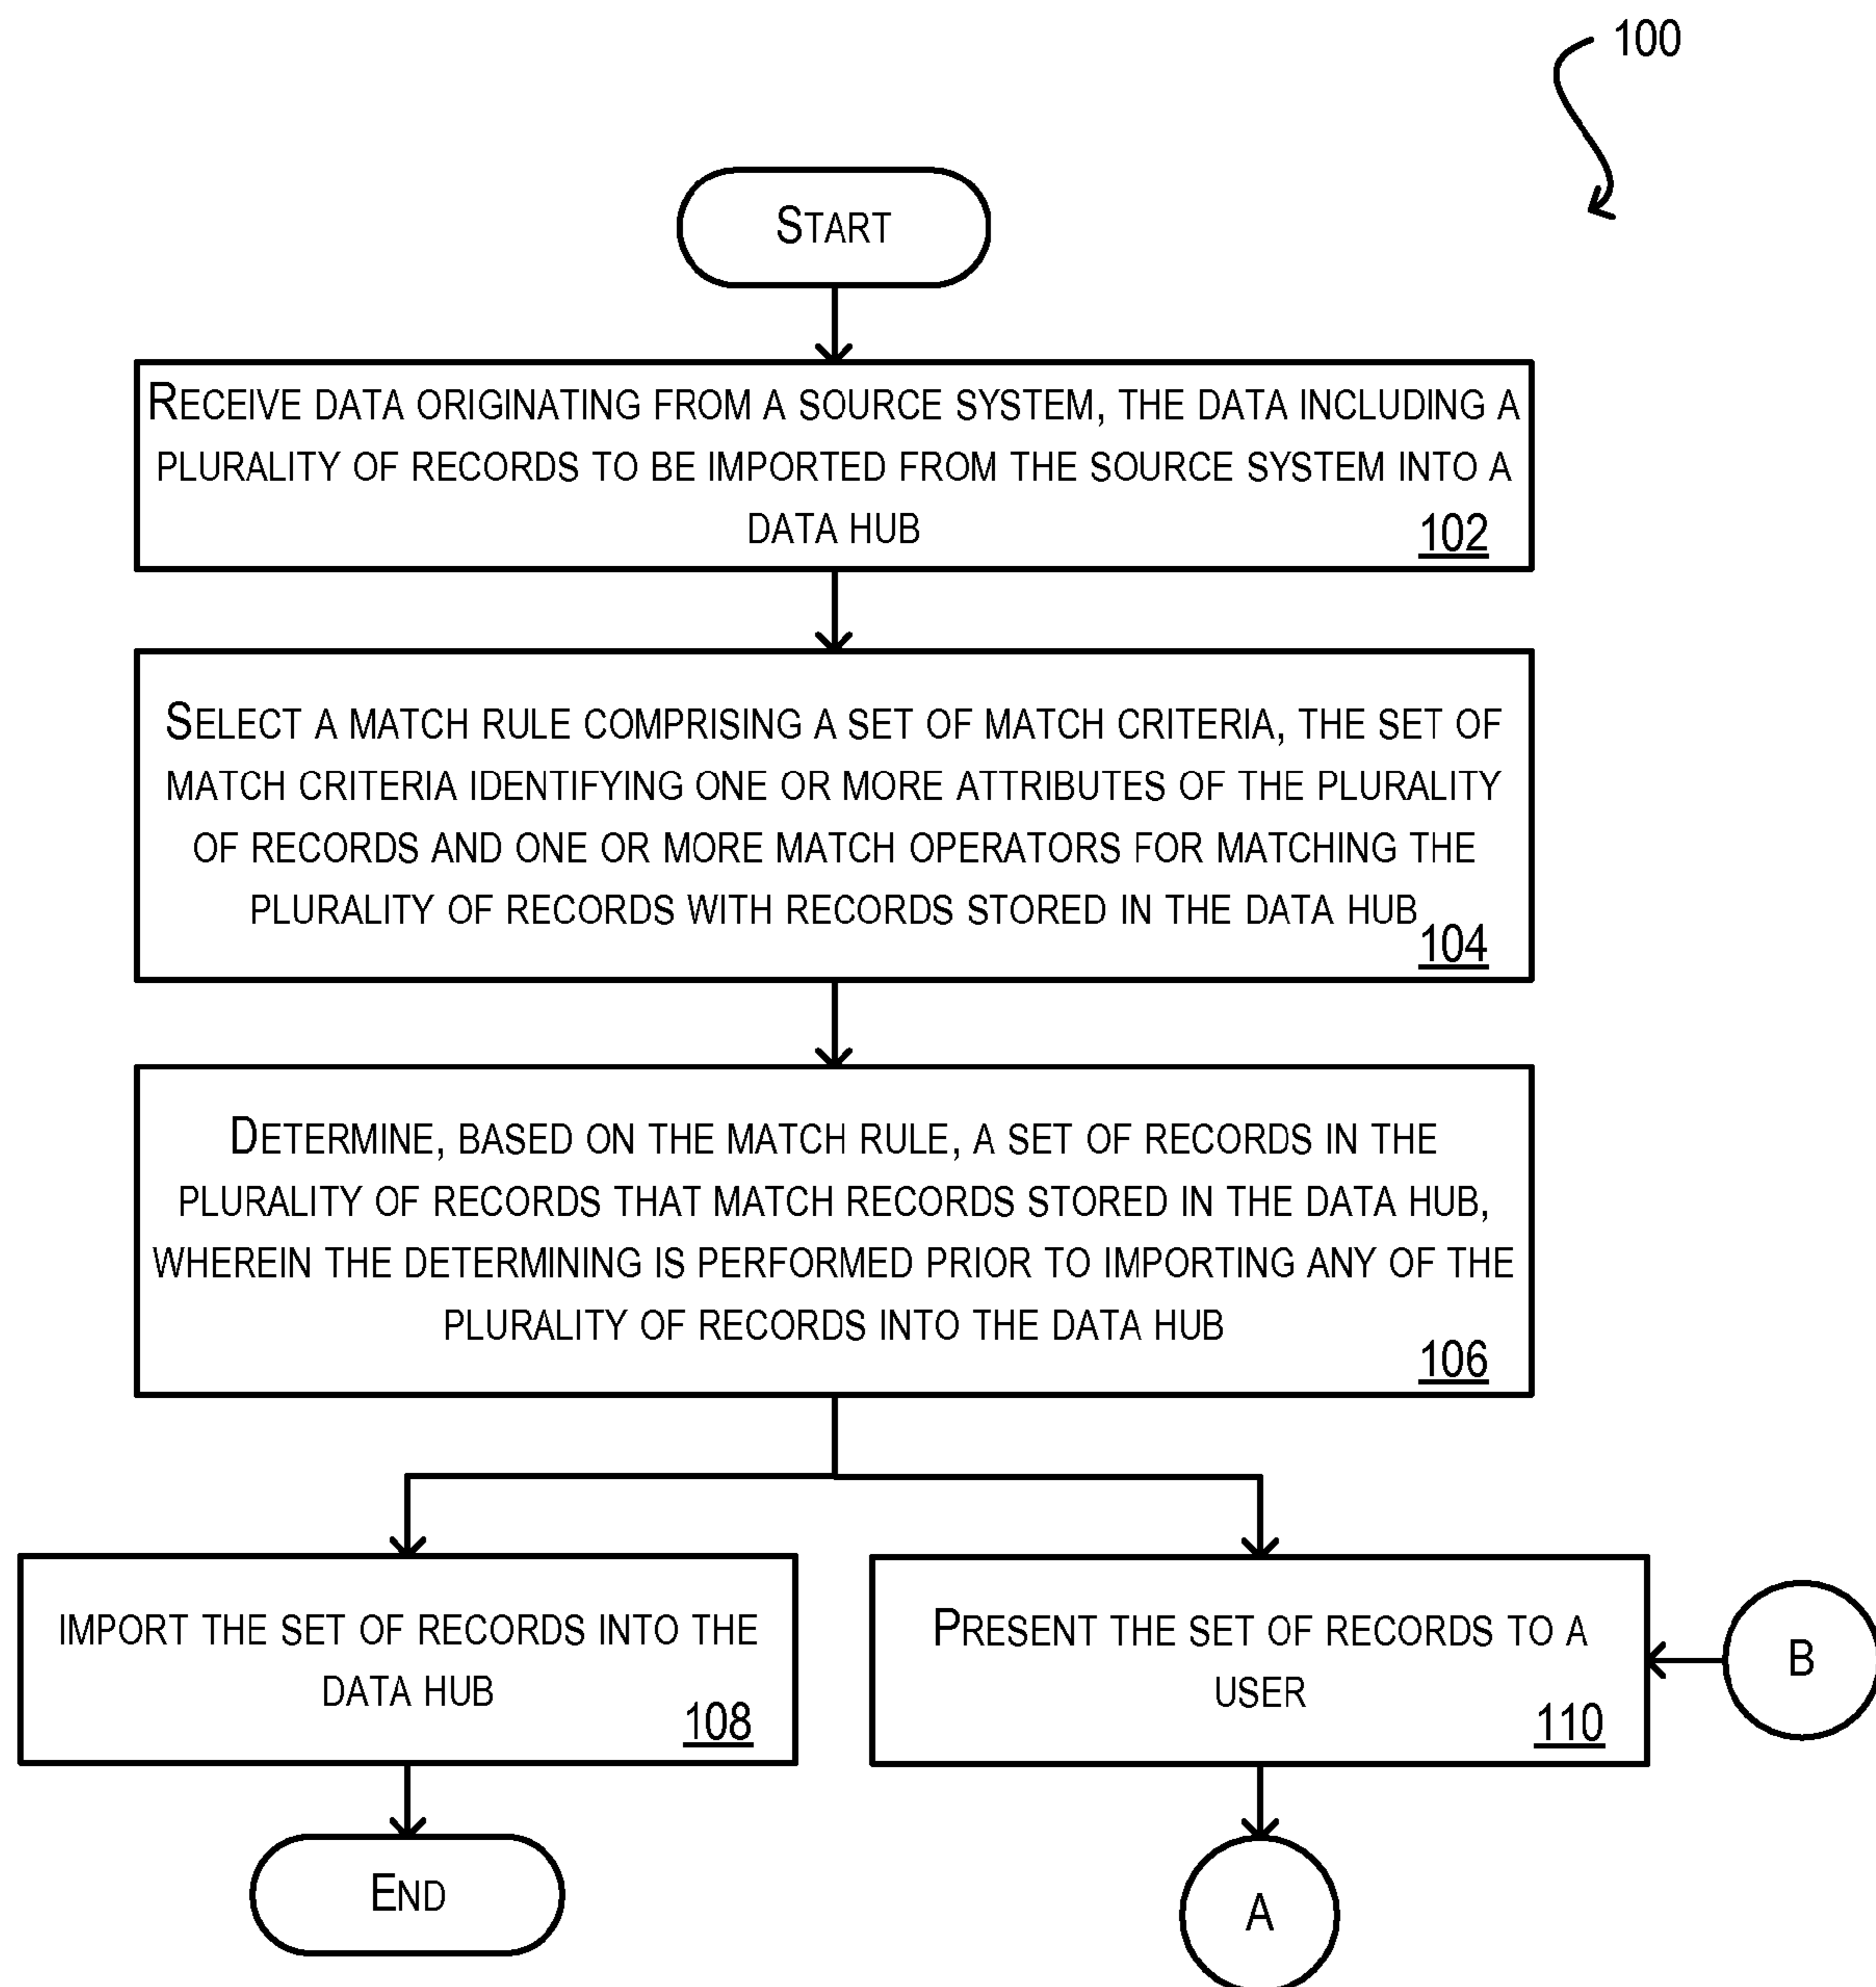 100
START
RECEIVE DATA ORIGINATING FROM A SOURCE SYSTEM, THE DATA INCLUDING A
PLURALITY OF RECORDS TO BE IMPORTED FROM THE SOURCE SYSTEM INTO A
DATA HUB
102
SELECT A MATCH RULE COMPRISING A SET OF MATCH CRITERIA, THE SET OF
MATCH CRITERIA IDENTIFYING ONE OR MORE ATTRIBUTES OF THE PLURALITY
OF RECORDS AND ONE OR MORE MATCH OPERATORS FOR MATCHING THE
PLURALITY OF RECORDS WITH RECORDS STORED IN THE DATA HUB
104
DETERMINE, BASED ON THE MATCH RULE, A SET OF RECORDS IN THE
PLURALITY OF RECORDS THAT MATCH RECORDS STORED IN THE DATA HUB,
WHEREIN THE DETERMINING IS PERFORMED PRIOR TO IMPORTING ANY OF THE
PLURALITY OF RECORDS INTO THE DATA HUB
106
IMPORT THE SET OF RECORDS INTO THE
DATA HUB
108
PRESENT THE SET OF RECORDS TO A
USER
110
B
END
A